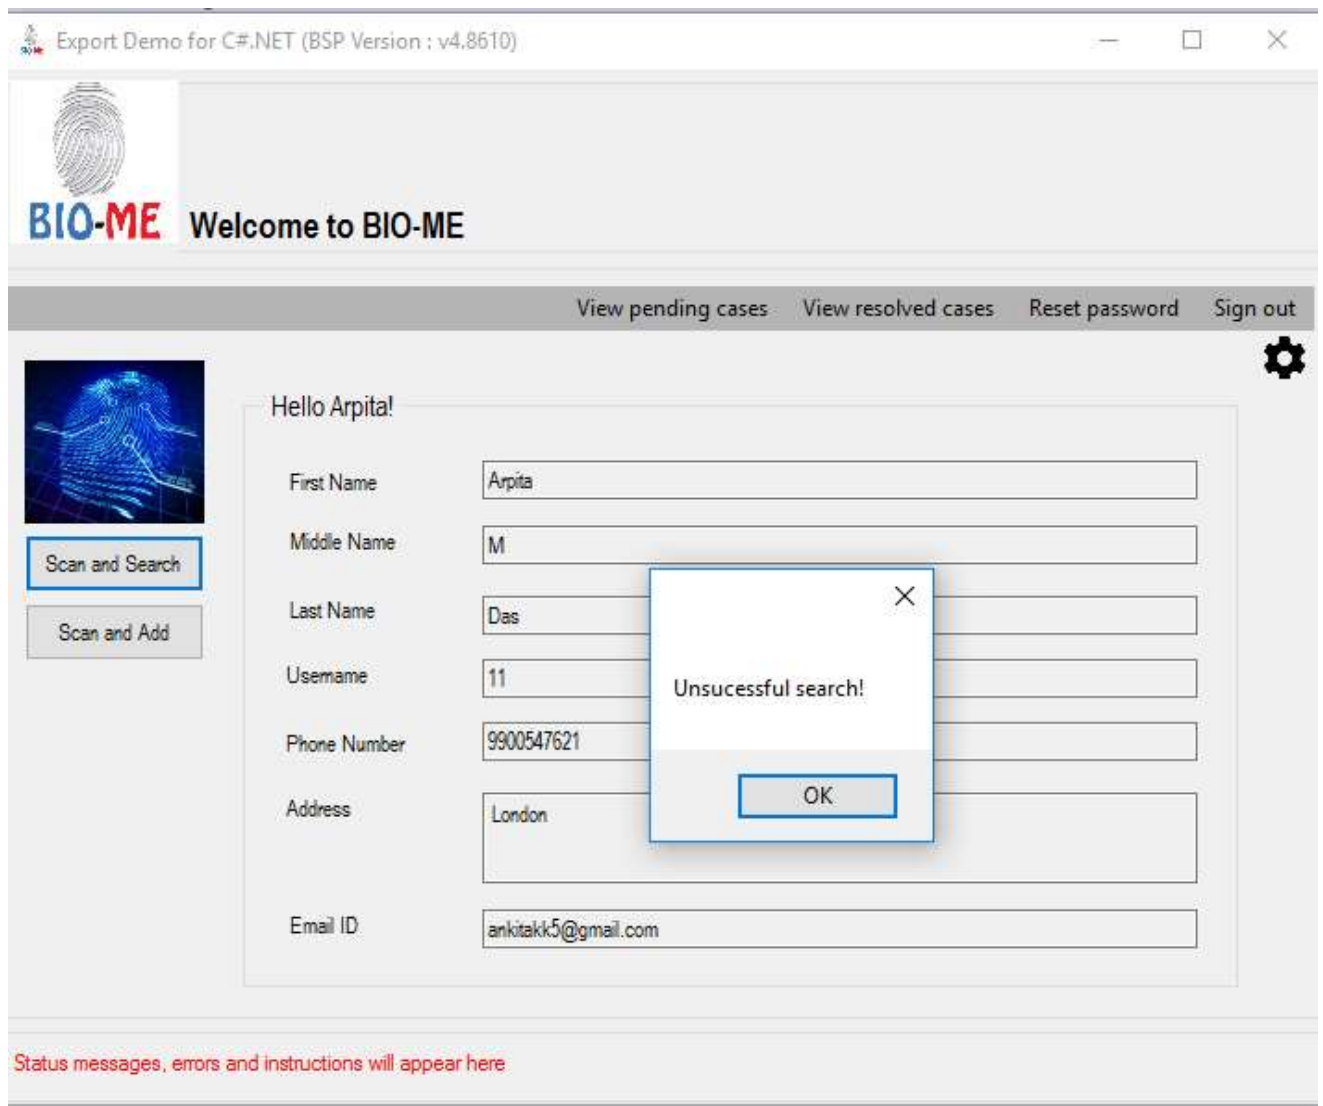 Export Demo for C#.NET (BSP Version : v4.8610)
BIO-ME Welcome to BIO-ME
View pending cases View resolved cases Reset password Sign out
Hello Arpita!
First Name Arpita
Middle Name M
Scan and Search
Last Name Das
Scan and Add
Username 11
Unsucessful search!
Phone Number 9900547621
OK
Address London
Email ID ankitakk5@gmail.com
Status messages, errors and instructions will appear here